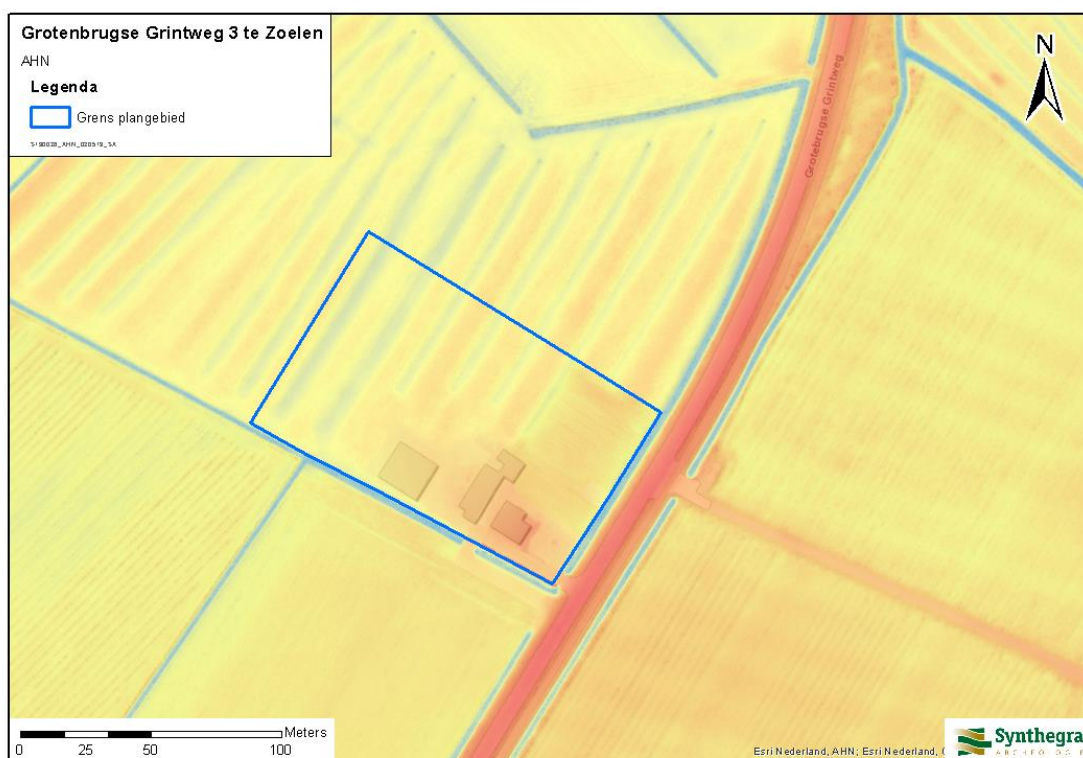 Grotenbrugse Grintweg 3 te Zoelen
AHN
Legenda
Grens plangebied
N
Grotebrugse Grintweg
Meters
0 25 50 100
Esri Nederland, AHN; Esri Nederland,
Synthegra